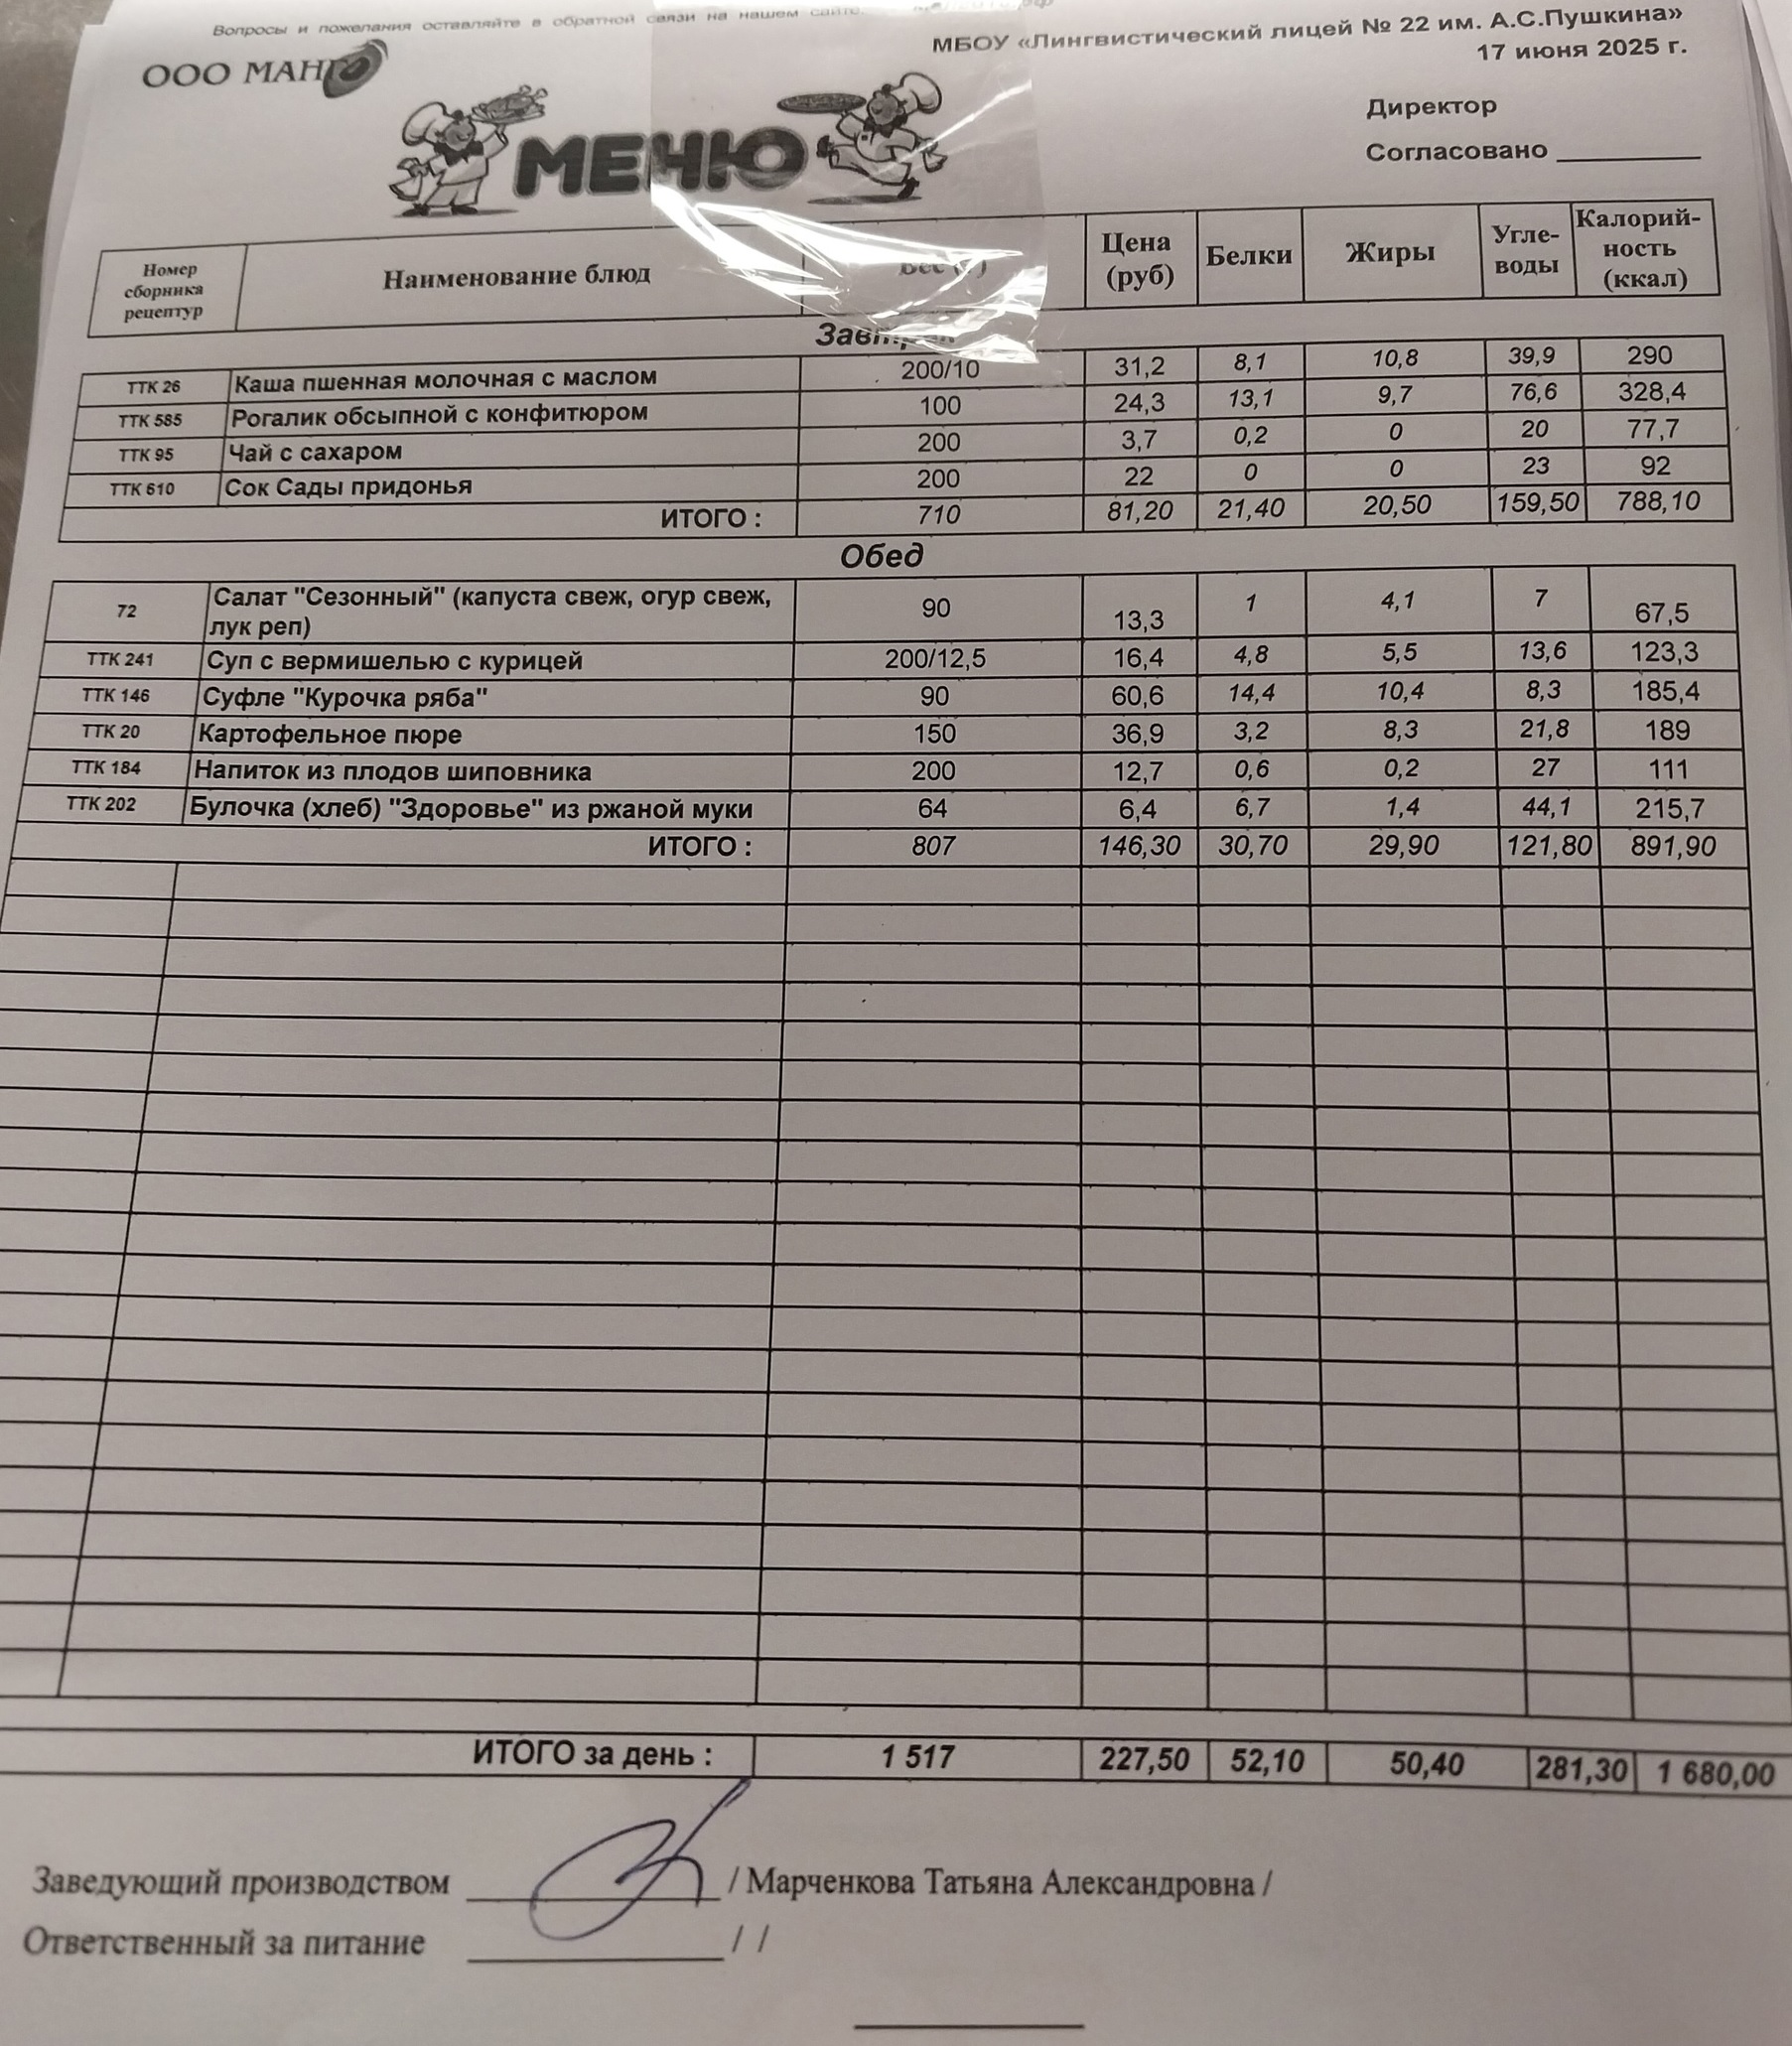 Вопросы и пожелания оставляйте в обратной связи на нашем сайте:
ООО МАНГО
МБОУ «Лингвистический лицей № 22 им. А.С.Пушкина»
17 июня 2025 г.
Директор
Согласовано
МЕНЮ
Номер сборника рецептур Наименование блюд Вес (г) Цена (руб) Белки Жиры Угле-воды Калорий-ность (ккал)
Завтрак
ТТК 26 Каша пшенная молочная с маслом 200/10 31,2 8,1 10,8 39,9 290
ТТК 585 Рогалик обсыпной с конфитюром 100 24,3 13,1 9,7 76,6 328,4
ТТК 95 Чай с сахаром 200 3,7 0,2 0 20 77,7
ТТК 610 Сок Сады придонья 200 22 0 0 23 92
ИТОГО : 710 81,20 21,40 20,50 159,50 788,10
Обед
72 Салат "Сезонный" (капуста свеж, огур свеж, лук реп) 90 13,3 1 4,1 7 67,5
ТТК 241 Суп с вермишелью с курицей 200/12,5 16,4 4,8 5,5 13,6 123,3
ТТК 146 Суфле "Курочка ряба" 90 60,6 14,4 10,4 8,3 185,4
ТТК 20 Картофельное пюре 150 36,9 3,2 8,3 21,8 189
ТТК 184 Напиток из плодов шиповника 200 12,7 0,6 0,2 27 111
ТТК 202 Булочка (хлеб) "Здоровье" из ржаной муки 64 6,4 6,7 1,4 44,1 215,7
ИТОГО : 807 146,30 30,70 29,90 121,80 891,90
ИТОГО за день : 1 517 227,50 52,10 50,40 281,30 1 680,00
Заведующий производством / Марченкова Татьяна Александровна /
Ответственный за питание / /